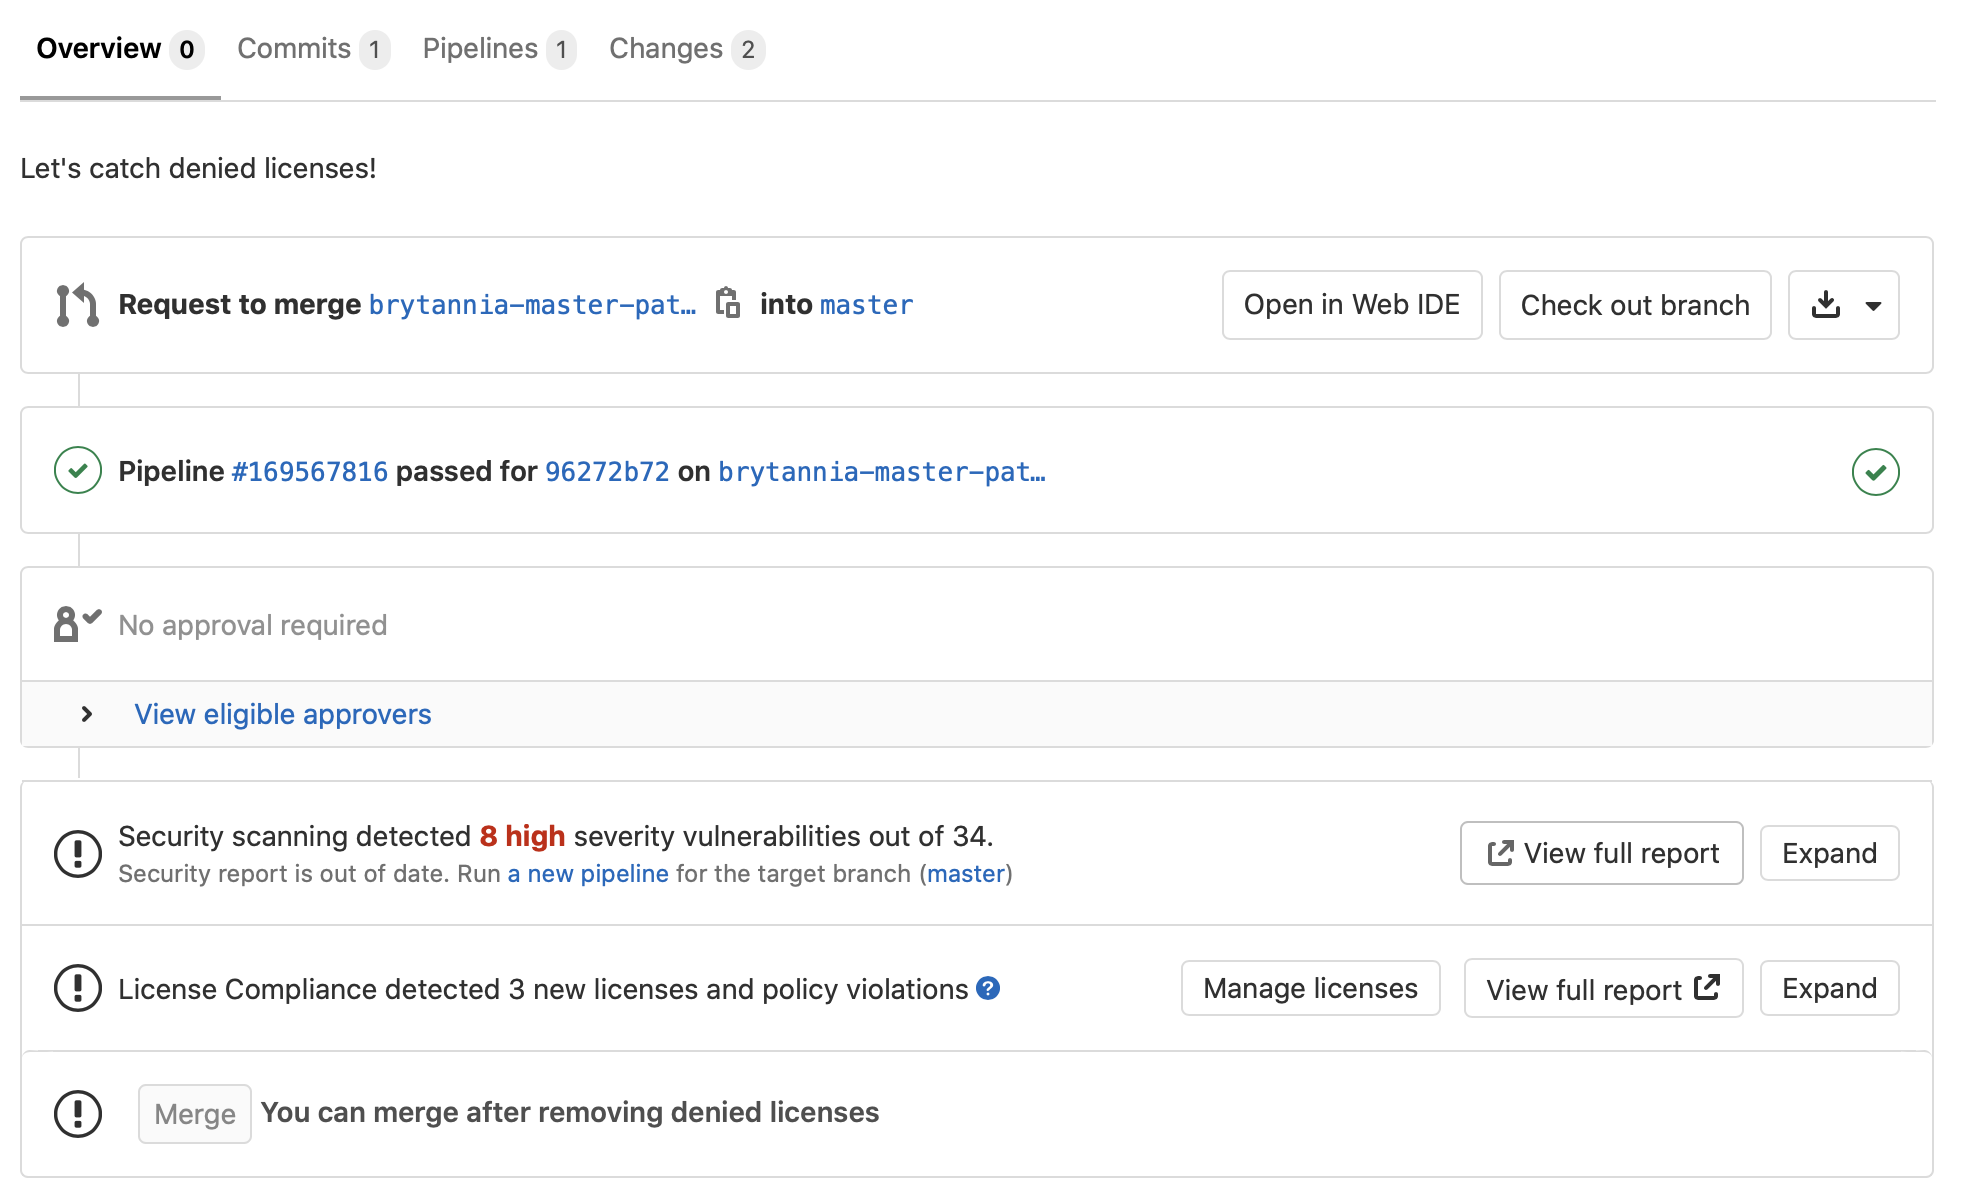 Overview 0 Commits 1 Pipelines 1 Changes 2
Let's catch denied licenses!
Request to merge brytannia-master-pat… into master Open in Web IDE Check out branch
Pipeline #169567816 passed for 96272b72 on brytannia-master-pat…
No approval required
View eligible approvers
Security scanning detected 8 high severity vulnerabilities out of 34. View full report Expand
Security report is out of date. Run a new pipeline for the target branch (master)
License Compliance detected 3 new licenses and policy violations ? Manage licenses View full report Expand
Merge You can merge after removing denied licenses